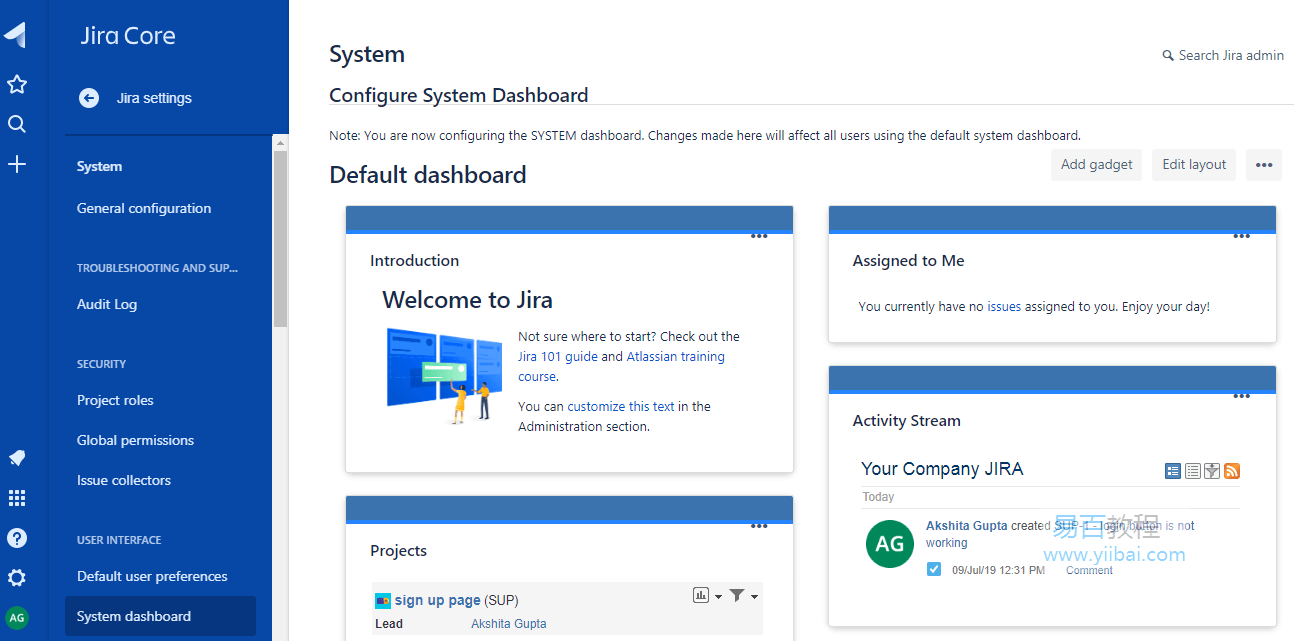 Jira Core
Jira settings
System
General configuration
TROUBLESHOOTING AND SUP...
Audit Log
SECURITY
Project roles
Global permissions
Issue collectors
USER INTERFACE
Default user preferences
System dashboard
AG
System
Search Jira admin
Configure System Dashboard
Note: You are now configuring the SYSTEM dashboard. Changes made here will affect all users using the default system dashboard.
Default dashboard
Add gadget
Edit layout
Introduction
Welcome to Jira
Not sure where to start? Check out the
Jira 101 guide and Atlassian training
course.
You can customize this text in the
Administration section.
Projects
sign up page (SUP)
Lead Akshita Gupta
Assigned to Me
You currently have no issues assigned to you. Enjoy your day!
Activity Stream
Your Company JIRA
Today
AG
Akshita Gupta created SUP-1 - login button is not
working
09/Jul/19 12:31 PM Comment
易百教程
www.yiibai.com